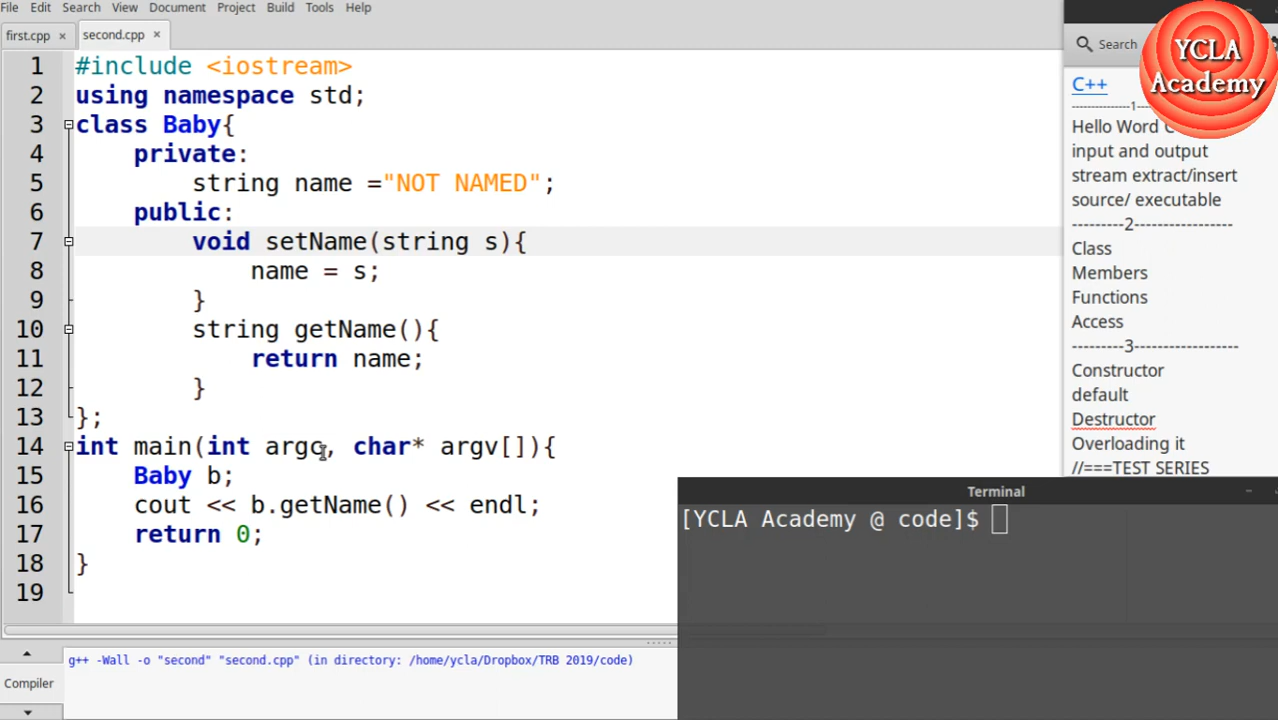 File Edit Search View Document Project Build Tools Help
first.cpp × second.cpp ×
1 #include <iostream>
2 using namespace std;
3 class Baby{
4 private:
5 string name ="NOT NAMED";
6 public:
7 void setName(string s){
8 name = s;
9 }
10 string getName(){
11 return name;
12 }
13 };
14 int main(int argc, char* argv[]){
15 Baby b;
16 cout << b.getName() << endl;
17 return 0;
18 }
19
g++ -Wall -o "second" "second.cpp" (in directory: /home/ycla/Dropbox/TRB 2019/code)
Compiler
Search
YCLA
Academy
C++
---------------1---
Hello Word C
input and output
stream extract/insert
source/ executable
---------2-----------------
Class
Members
Functions
Access
---------3------------------
Constructor
default
Destructor
Overloading it
//===TEST SERIES
Terminal
[YCLA Academy @ code]$